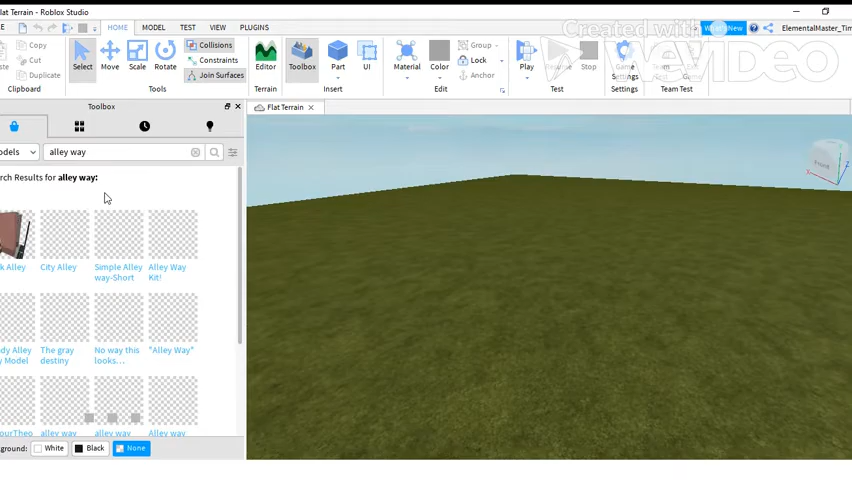 lat Terrain - Roblox Studio
Created with
WEVIDEO
HOME MODEL TEST VIEW PLUGINS
What's New
ElementalMaster_Tim
Copy
Cut
Duplicate
Clipboard
Select Move Scale Rotate
Collisions
Constraints
Join Surfaces
Tools
Editor
Terrain
Toolbox Part UI
Insert
Material Color
Group
Lock
Anchor
Edit
Play Stop
Test
Game
Settings
Settings
Team Test
Toolbox
Flat Terrain
odels alley way
rch Results for alley way:
Front
X Z
k Alley City Alley Simple Alley way-Short Alley Way Kit!
dy Alley y Model The gray destiny No way this looks... "Alley Way"
ourTheo alley way alley way Alley way
ground: White Black None